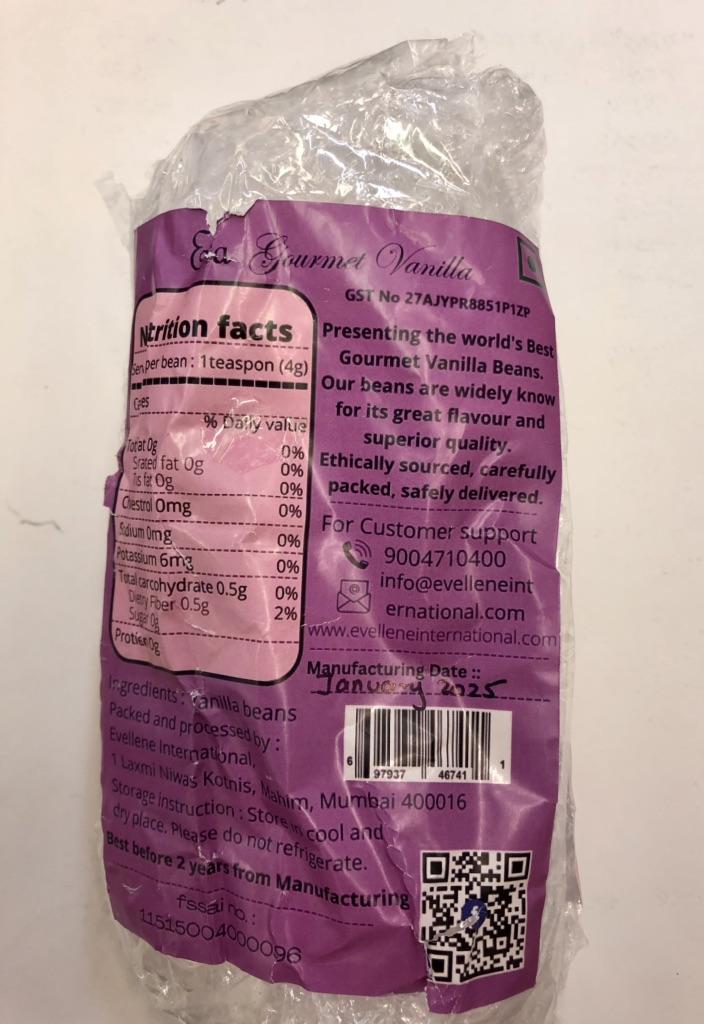 Eva Gourmet Vanilla
GST No 27AJYPR8851P1ZP
Nutrition facts
per bean : 1 teaspon (4g)
% Daily value
0g 0%
fat 0g 0%
fat 0g 0%
0mg 0%
Sodium 0mg 0%
Potassium 6mg 0%
Total carcohydrate 0.5g 0%
Dietry Fiber 0.5g 2%
Sugar 0g
Protien 0g
Presenting the world's Best
Gourmet Vanilla Beans.
Our beans are widely know
for its great flavour and
superior quality.
Ethically sourced, carefully
packed, safely delivered.
For Customer support
9004710400
info@evelleneint
ernational.com
www.evelleneinternational.com
Manufacturing Date ::
January 2025
6 97937 46741 1
Ingredients : Vanilla beans
Packed and processed by :
Evellene International,
1 Laxmi Niwas Kotnis, Mahim, Mumbai 400016
Storage instruction : Store in cool and
dry place. Please do not refrigerate.
Best before 2 years from Manufacturing
fssai no. :
11515004000096